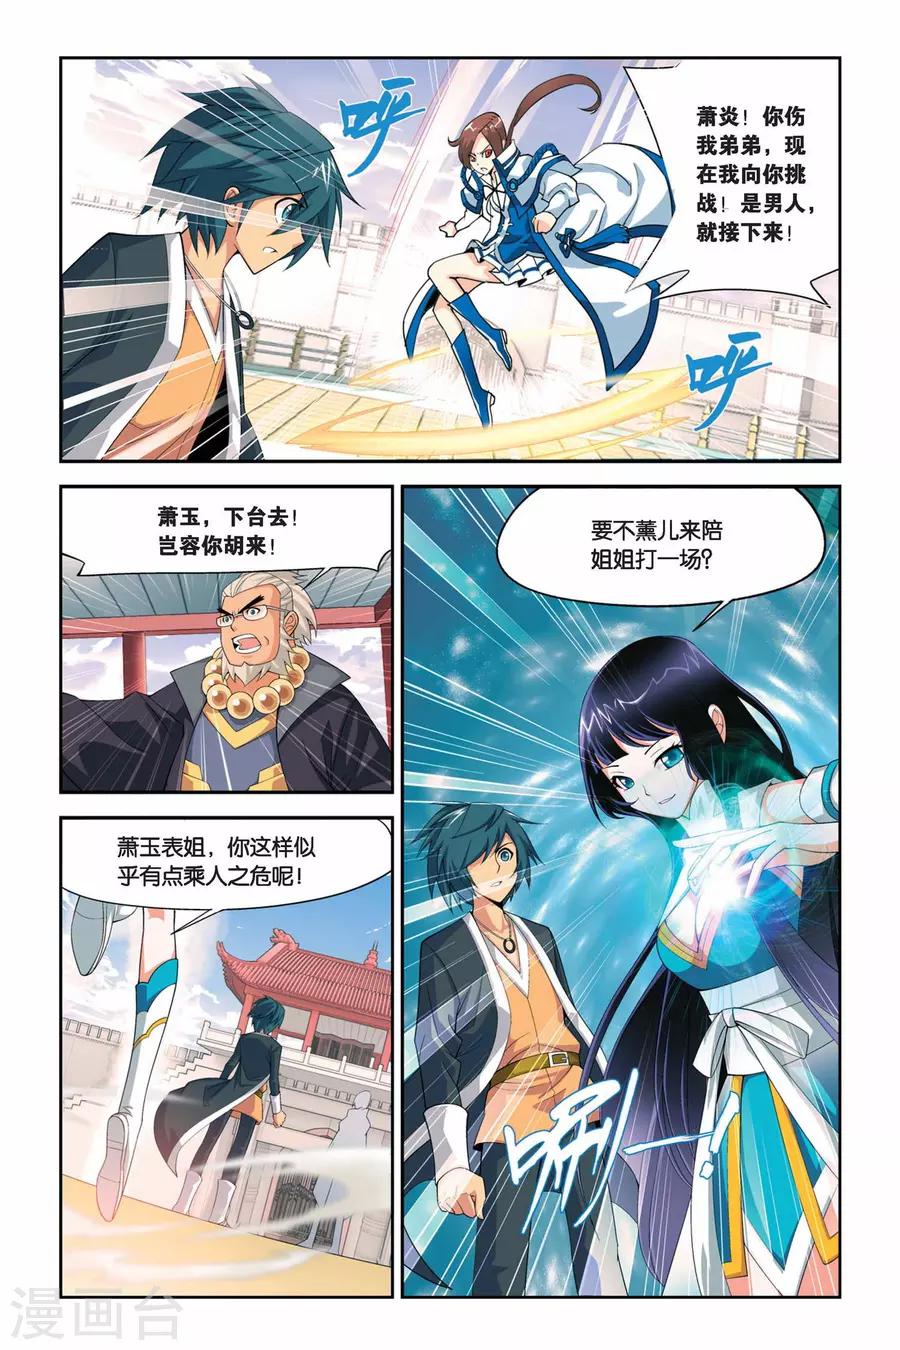 呼
萧炎！你伤
我弟弟，现
在我向你挑
战！是男人，
就接下来！
呼
萧玉，下台去！
岂容你胡来！
萧玉表姐，你这样似
乎有点乘人之危呢！
要不薰儿来陪
姐姐打一场？
唰—！
漫画台